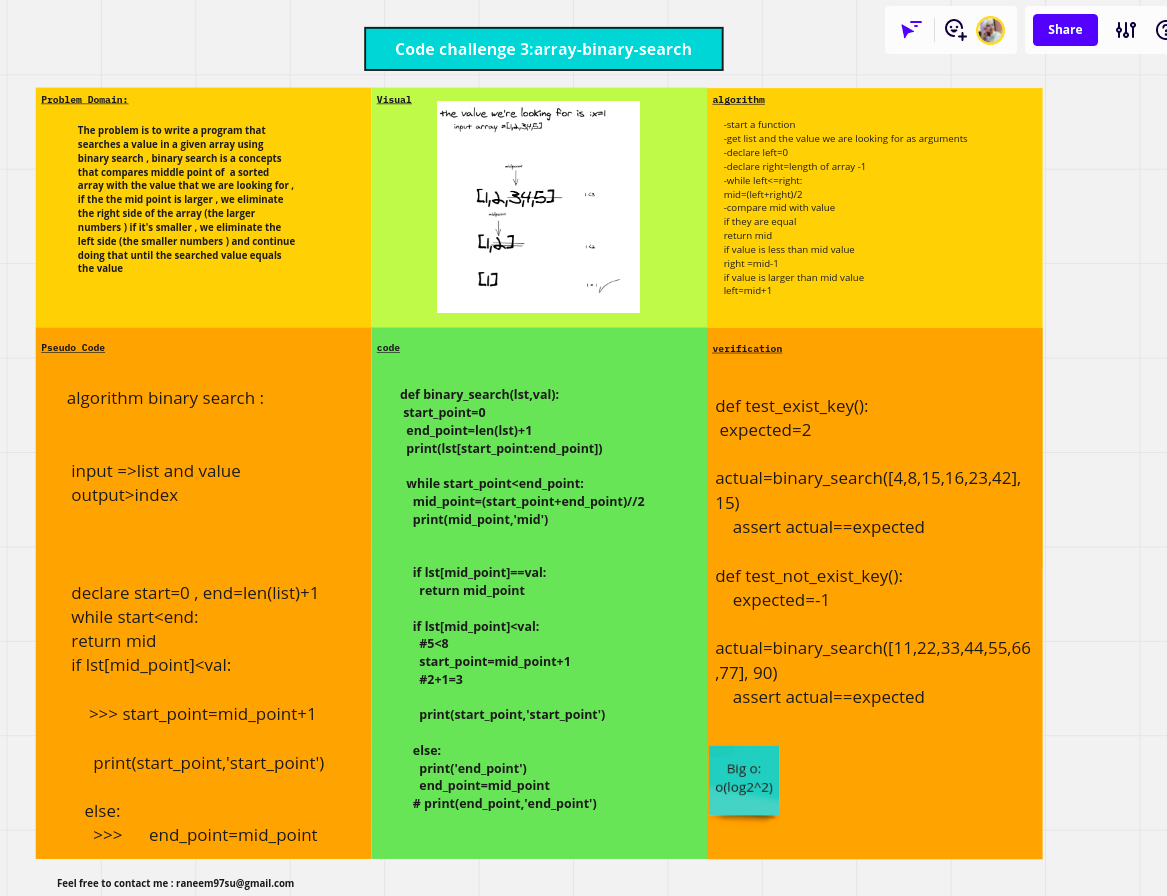 Code challenge 3:array-binary-search
Share
Problem Domain:
The problem is to write a program that
searches a value in a given array using
binary search , binary search is a concepts
that compares middle point of a sorted
array with the value that we are looking for ,
if the the mid point is larger , we eliminate
the right side of the array (the larger
numbers ) if it's smaller , we eliminate the
left side (the smaller numbers ) and continue
doing that until the searched value equals
the value
Visual
the value we're looking for is :x=1
input array =[1,2,3,4,5]
midpoint
[1,2,3,4,5]
1<3
midpoint
[1,2]
1<2
[1]
1=1
algorithm
-start a function
-get list and the value we are looking for as arguments
-declare left=0
-declare right=length of array -1
-while left<=right:
mid=(left+right)/2
-compare mid with value
if they are equal
return mid
if value is less than mid value
right =mid-1
if value is larger than mid value
left=mid+1
Pseudo Code
algorithm binary search :
input =>list and value
output>index
declare start=0 , end=len(list)+1
while start<end:
return mid
if lst[mid_point]<val:
>>> start_point=mid_point+1
print(start_point,'start_point')
else:
>>> end_point=mid_point
code
def binary_search(lst,val):
start_point=0
end_point=len(lst)+1
print(lst[start_point:end_point])
while start_point<end_point:
mid_point=(start_point+end_point)//2
print(mid_point,'mid')
if lst[mid_point]==val:
return mid_point
if lst[mid_point]<val:
#5<8
start_point=mid_point+1
#2+1=3
print(start_point,'start_point')
else:
print('end_point')
end_point=mid_point
# print(end_point,'end_point')
verification
def test_exist_key():
expected=2
actual=binary_search([4,8,15,16,23,42],
15)
assert actual==expected
def test_not_exist_key():
expected=-1
actual=binary_search([11,22,33,44,55,66
,77], 90)
assert actual==expected
Big o:
o(log2^2)
Feel free to contact me : raneem97su@gmail.com